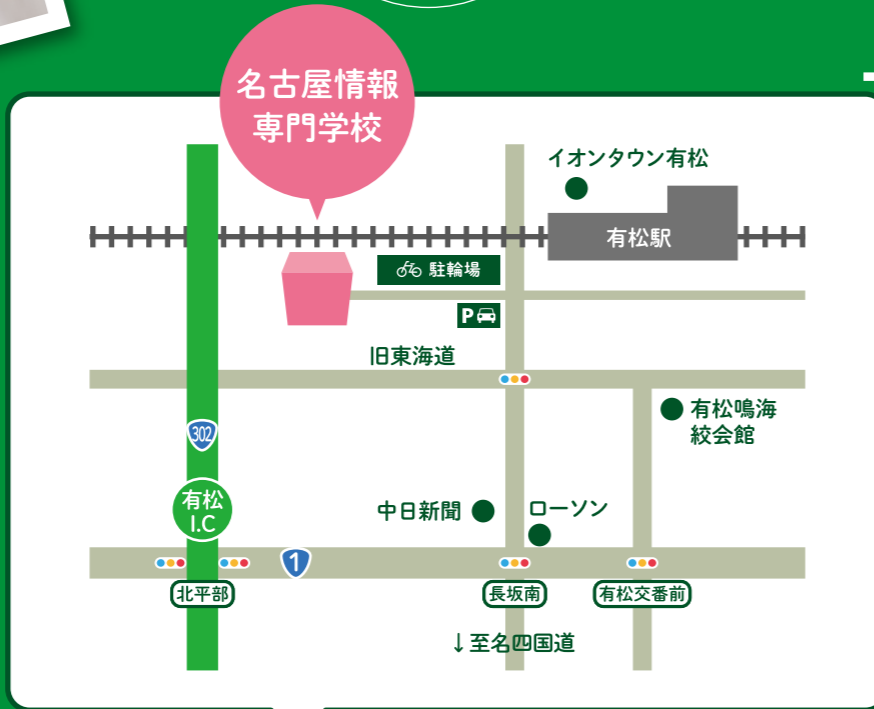 名古屋情報
専門学校
イオンタウン有松
有松駅
駐輪場
P
旧東海道
302
有松鳴海
絞会館
有松
I.C
中日新聞
ローソン
1
北平部
長坂南
有松交番前
↓至名四国道